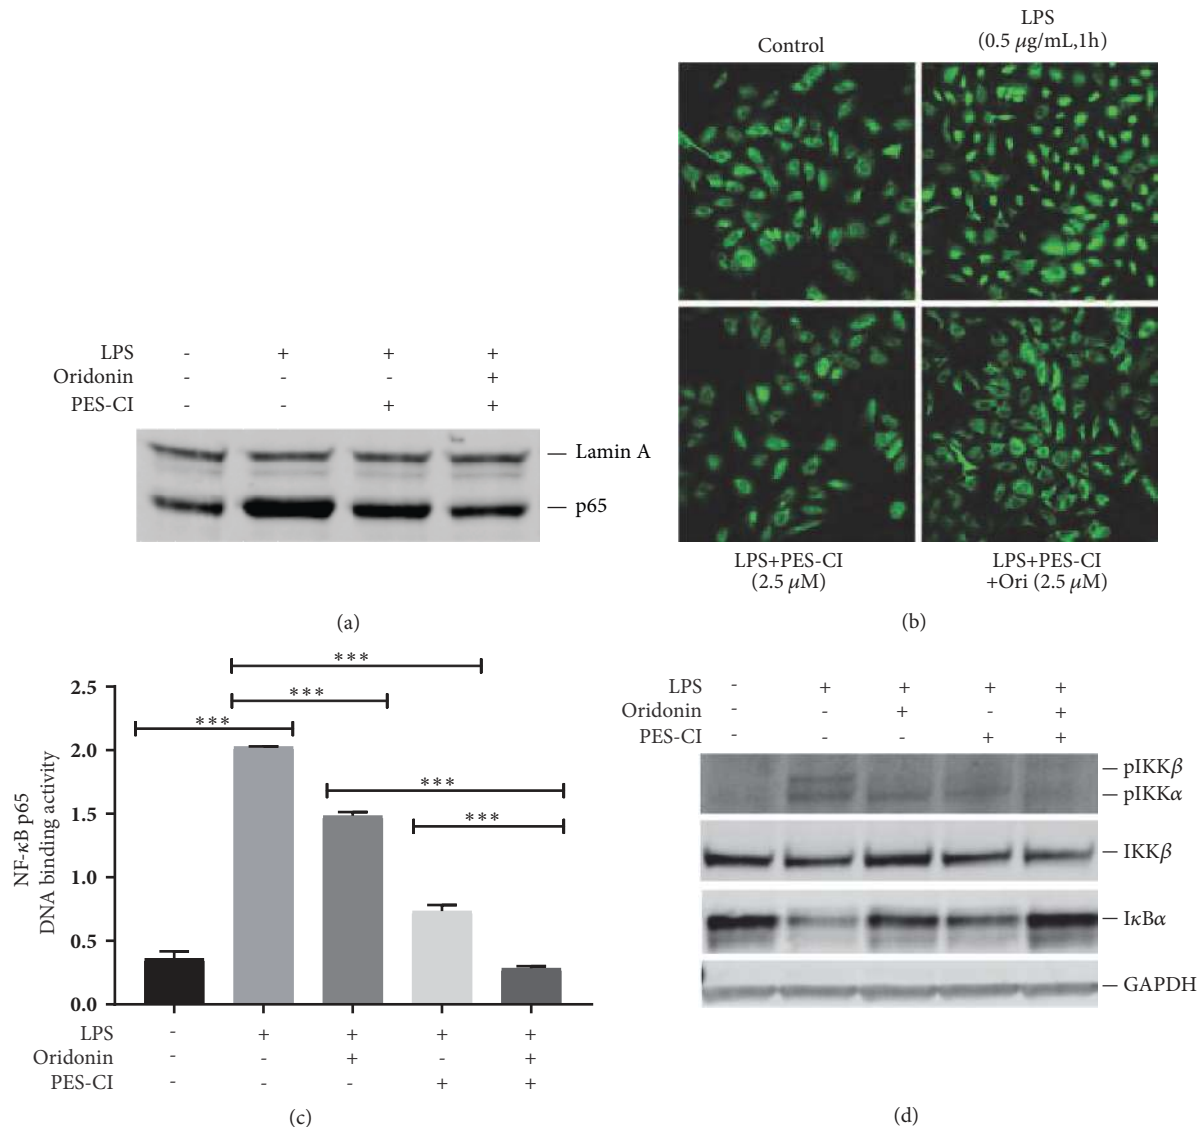 LPS - + + +
Oridonin - - - +
PES-CI - - + +
Lamin A
p65
(a)
Control
LPS
(0.5 μg/mL,1h)
LPS+PES-CI
(2.5 μM)
LPS+PES-CI
+Ori (2.5 μM)
(b)
NF-κB p65
DNA binding activity
2.5
2.0
1.5
1.0
0.5
0.0
***
***
***
***
***
LPS - + + + +
Oridonin - - + - +
PES-CI - - - + +
(c)
LPS - + + + +
Oridonin - - + - +
PES-CI - - - + +
pIKKβ
pIKKα
IKKβ
IκBα
GAPDH
(d)